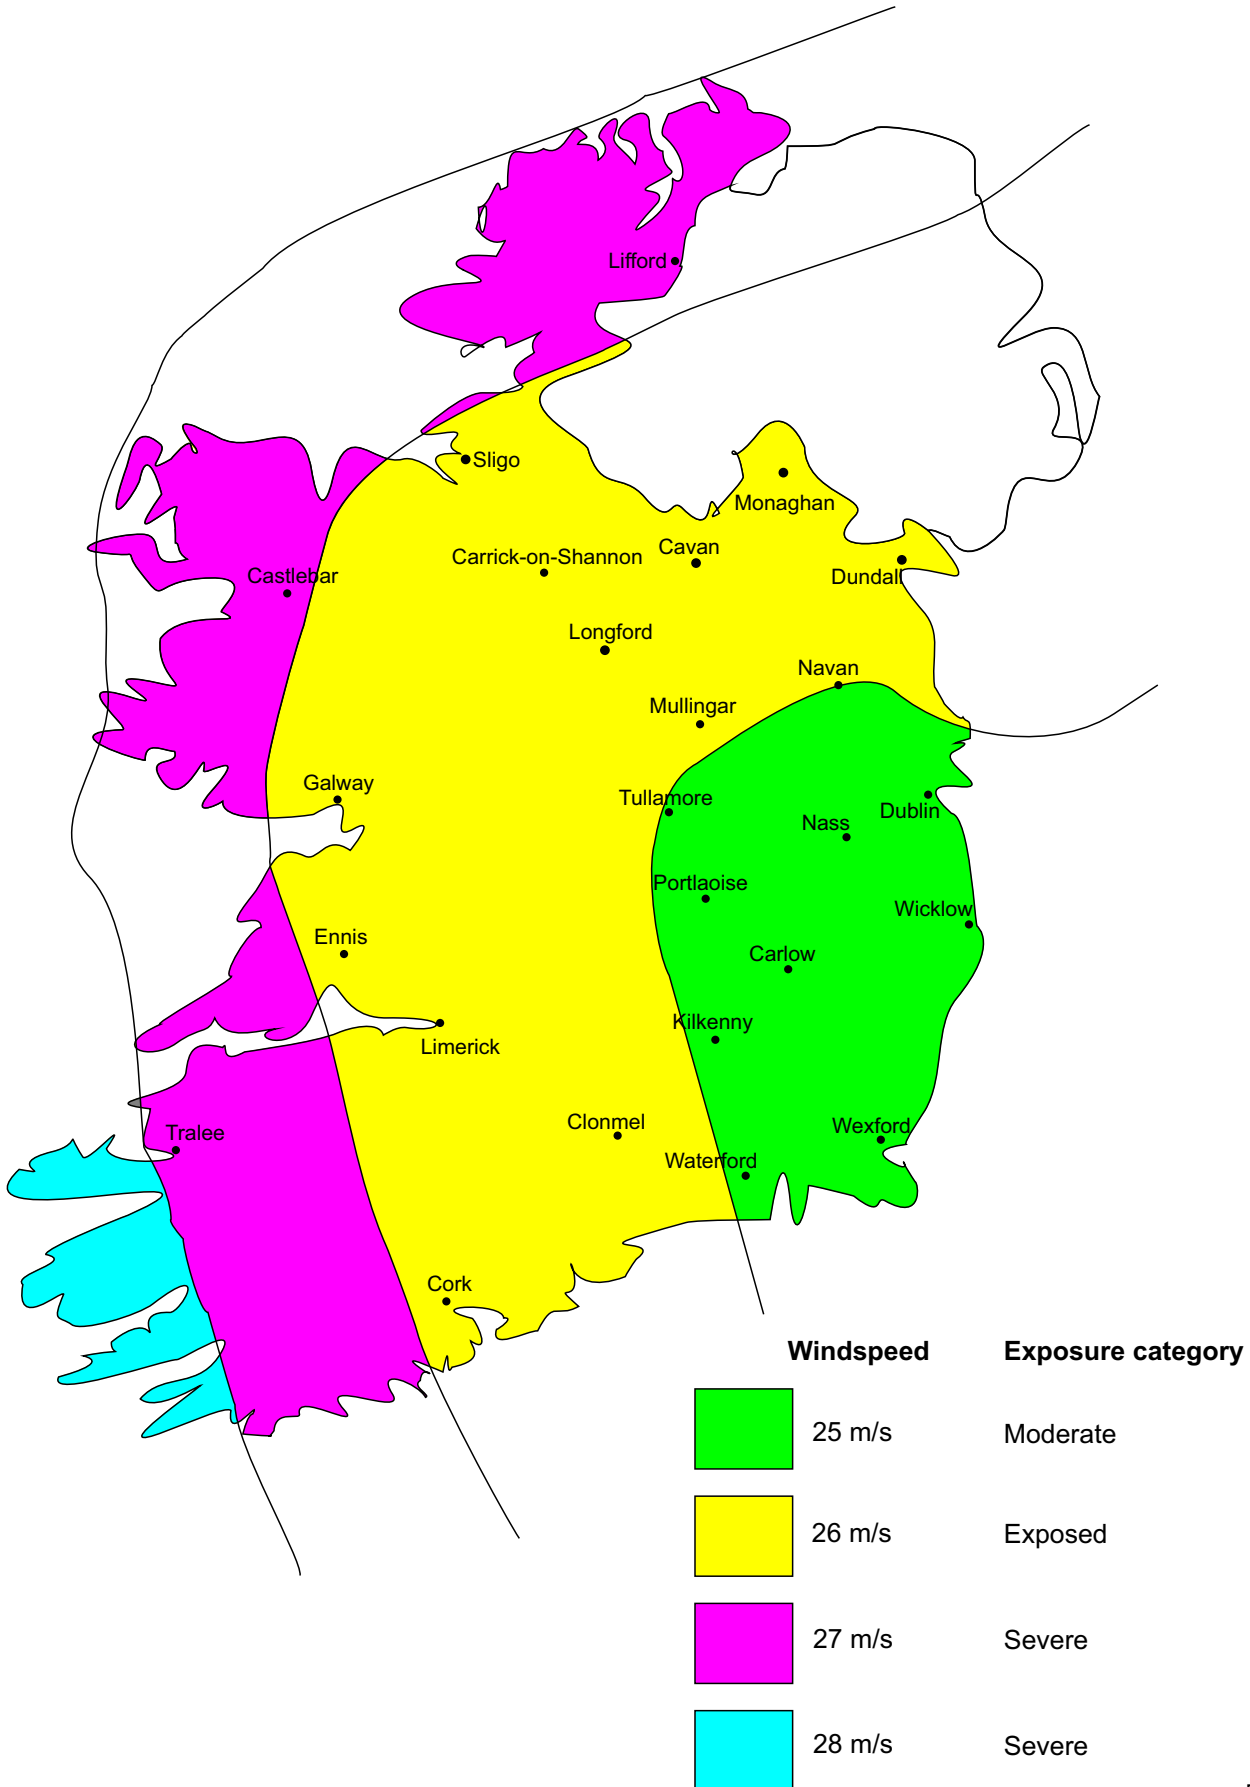 Lifford
Sligo
Monaghan
Cavan
Carrick-on-Shannon
Dundall
Castlebar
Longford
Navan
Mullingar
Galway
Tullamore
Dublin
Nass
Portlaoise
Wicklow
Ennis
Carlow
Kilkenny
Limerick
Clonmel
Wexford
Tralee
Waterford
Cork
Windspeed Exposure category
25 m/s Moderate
26 m/s Exposed
27 m/s Severe
28 m/s Severe